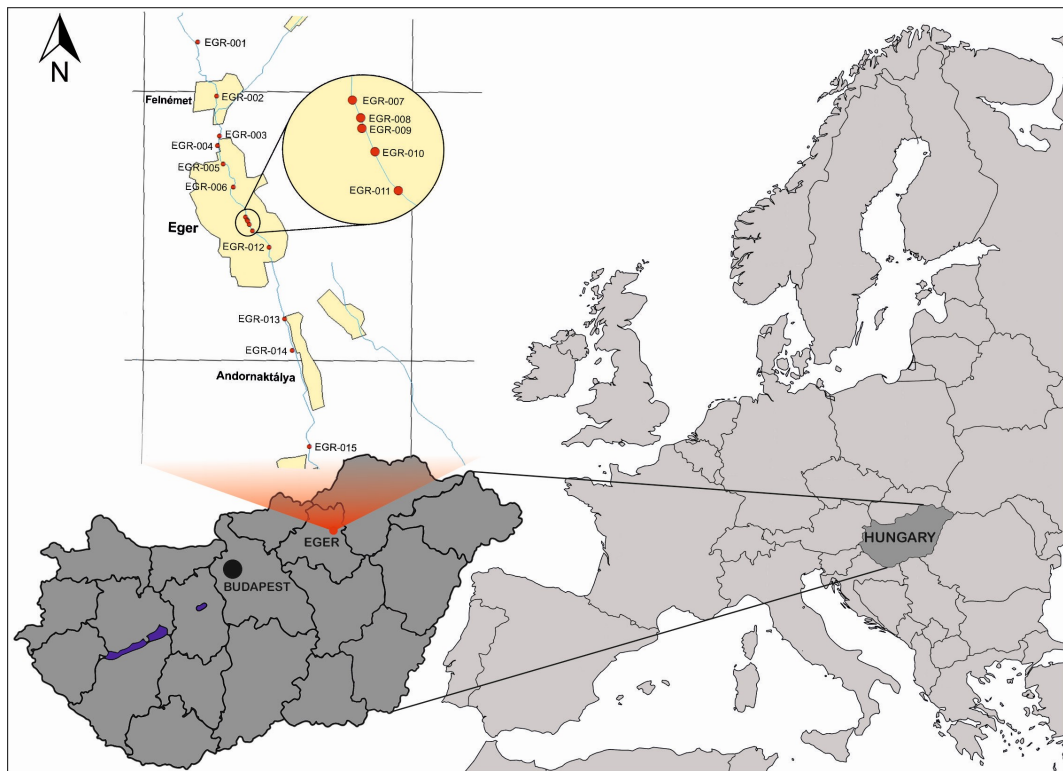 N
EGR-001
Felnémet
EGR-002
EGR-003
EGR-004
EGR-005
EGR-006
Eger
EGR-007
EGR-008
EGR-009
EGR-010
EGR-011
EGR-012
EGR-013
EGR-014
Andornaktálya
EGR-015
EGER
BUDAPEST
HUNGARY